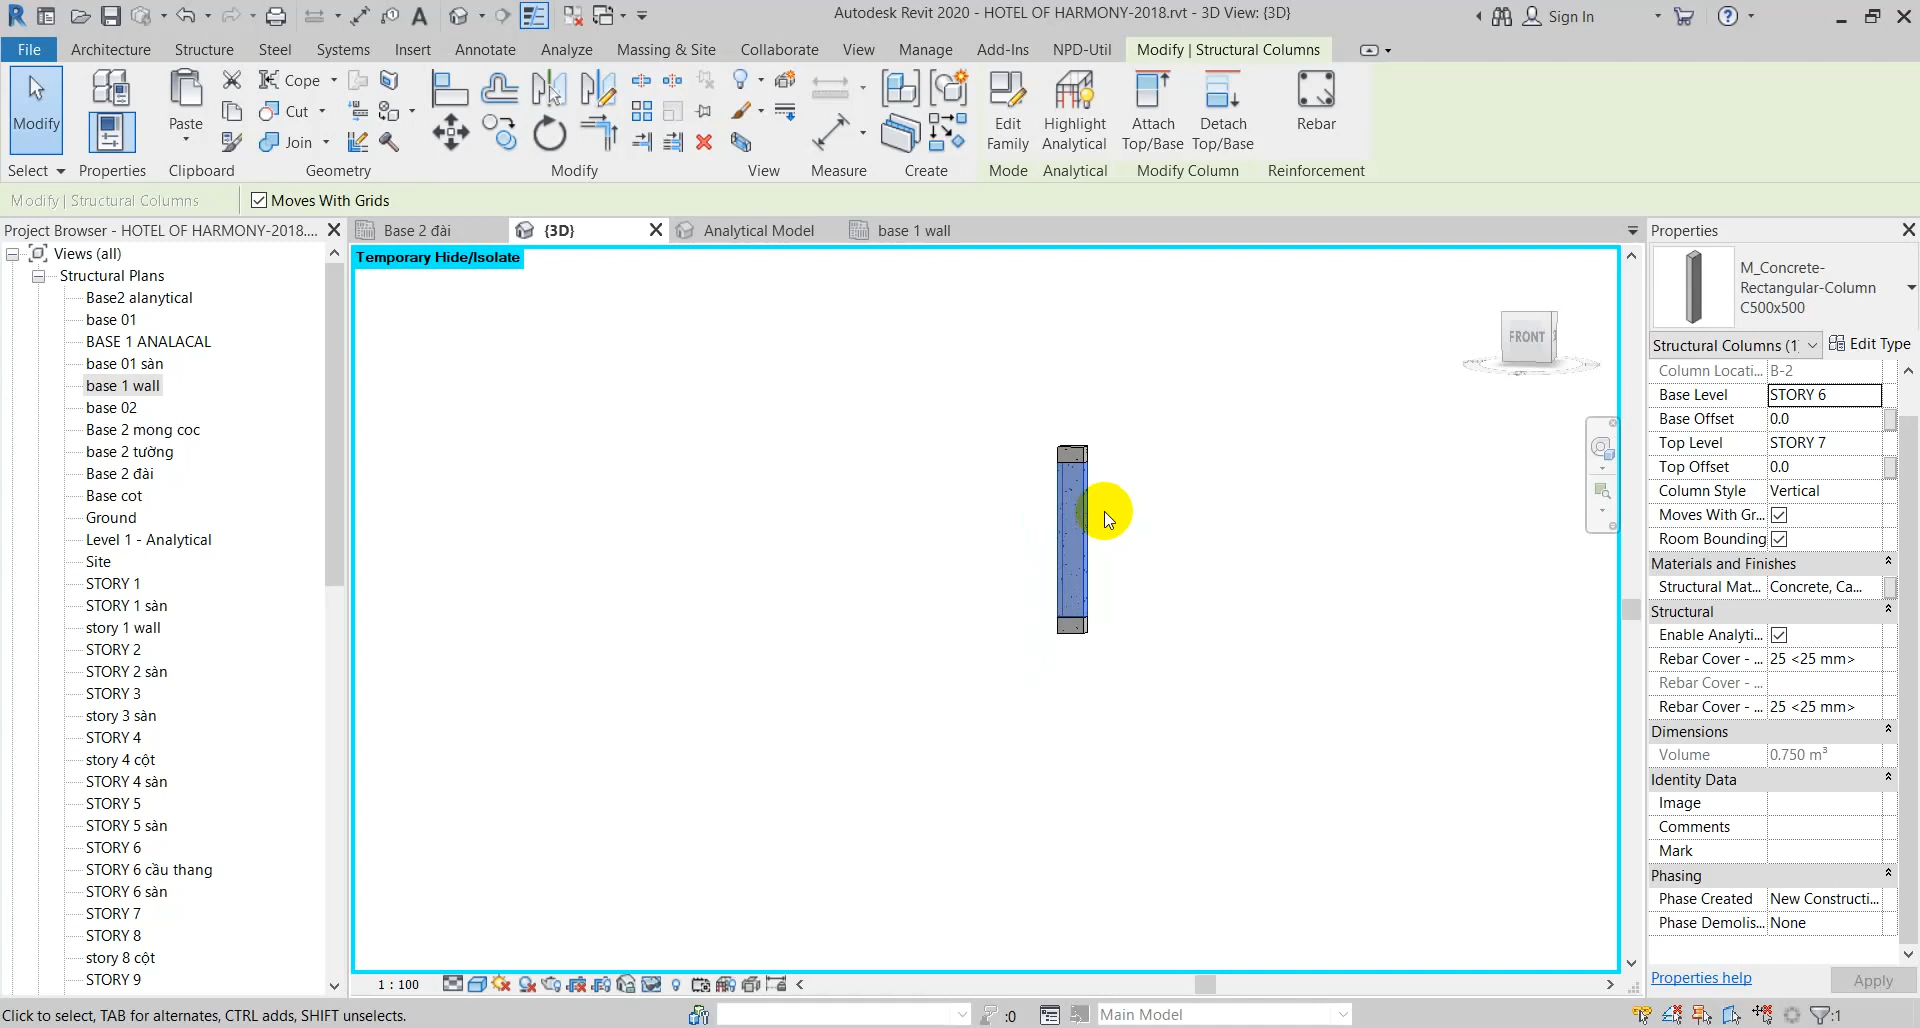 Autodesk Revit 2020 - HOTEL OF HARMONY-2018.rvt - 3D View: {3D}
Sign In
File Architecture Structure Steel Systems Insert Annotate Analyze Massing & Site Collaborate View Manage Add-Ins NPD-Util Modify | Structural Columns
Modify
Paste
Cope
Cut
Join
Edit Family
Highlight Analytical
Attach Top/Base
Detach Top/Base
Rebar
Select Properties Clipboard Geometry Modify View Measure Create Mode Analytical Modify Column Reinforcement
Modify | Structural Columns
Moves With Grids
Project Browser - HOTEL OF HARMONY-2018....
Views (all)
Structural Plans
Base2 alanytical
base 01
BASE 1 ANALACAL
base 01 sàn
base 1 wall
base 02
Base 2 mong coc
base 2 tường
Base 2 đài
Base cot
Ground
Level 1 - Analytical
Site
STORY 1
STORY 1 sàn
story 1 wall
STORY 2
STORY 2 sàn
STORY 3
story 3 sàn
STORY 4
story 4 cột
STORY 4 sàn
STORY 5
STORY 5 sàn
STORY 6
STORY 6 cầu thang
STORY 6 sàn
STORY 7
STORY 8
story 8 cột
STORY 9
Base 2 đài
{3D}
Analytical Model
base 1 wall
Temporary Hide/Isolate
FRONT
Properties
M_Concrete-
Rectangular-Column
C500x500
Structural Columns (1
Edit Type
Column Locati... B-2
Base Level STORY 6
Base Offset 0.0
Top Level STORY 7
Top Offset 0.0
Column Style Vertical
Moves With Gr...
Room Bounding
Materials and Finishes
Structural Mat... Concrete, Ca...
Structural
Enable Analyti...
Rebar Cover - ... 25 <25 mm>
Rebar Cover - ...
Rebar Cover - ... 25 <25 mm>
Dimensions
Volume 0.750 m³
Identity Data
Image
Comments
Mark
Phasing
Phase Created New Constructi...
Phase Demolis... None
Properties help
Apply
1 : 100
Click to select, TAB for alternates, CTRL adds, SHIFT unselects.
:0
Main Model
:1